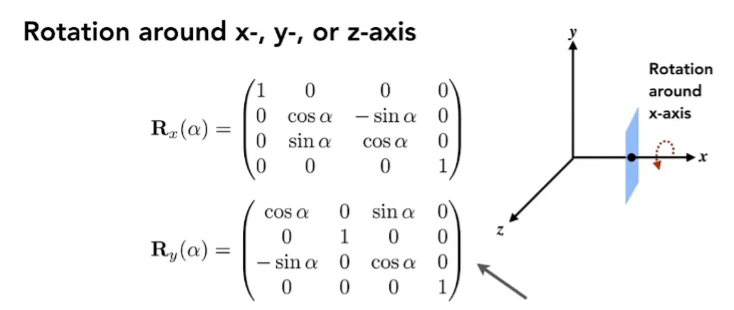 Rotation around x-, y-, or z-axis
y
Rotation
around
x-axis
x
z
R_x(α) =
1 0 0 0
0 cos α − sin α 0
0 sin α cos α 0
0 0 0 1
R_y(α) =
cos α 0 sin α 0
0 1 0 0
− sin α 0 cos α 0
0 0 0 1